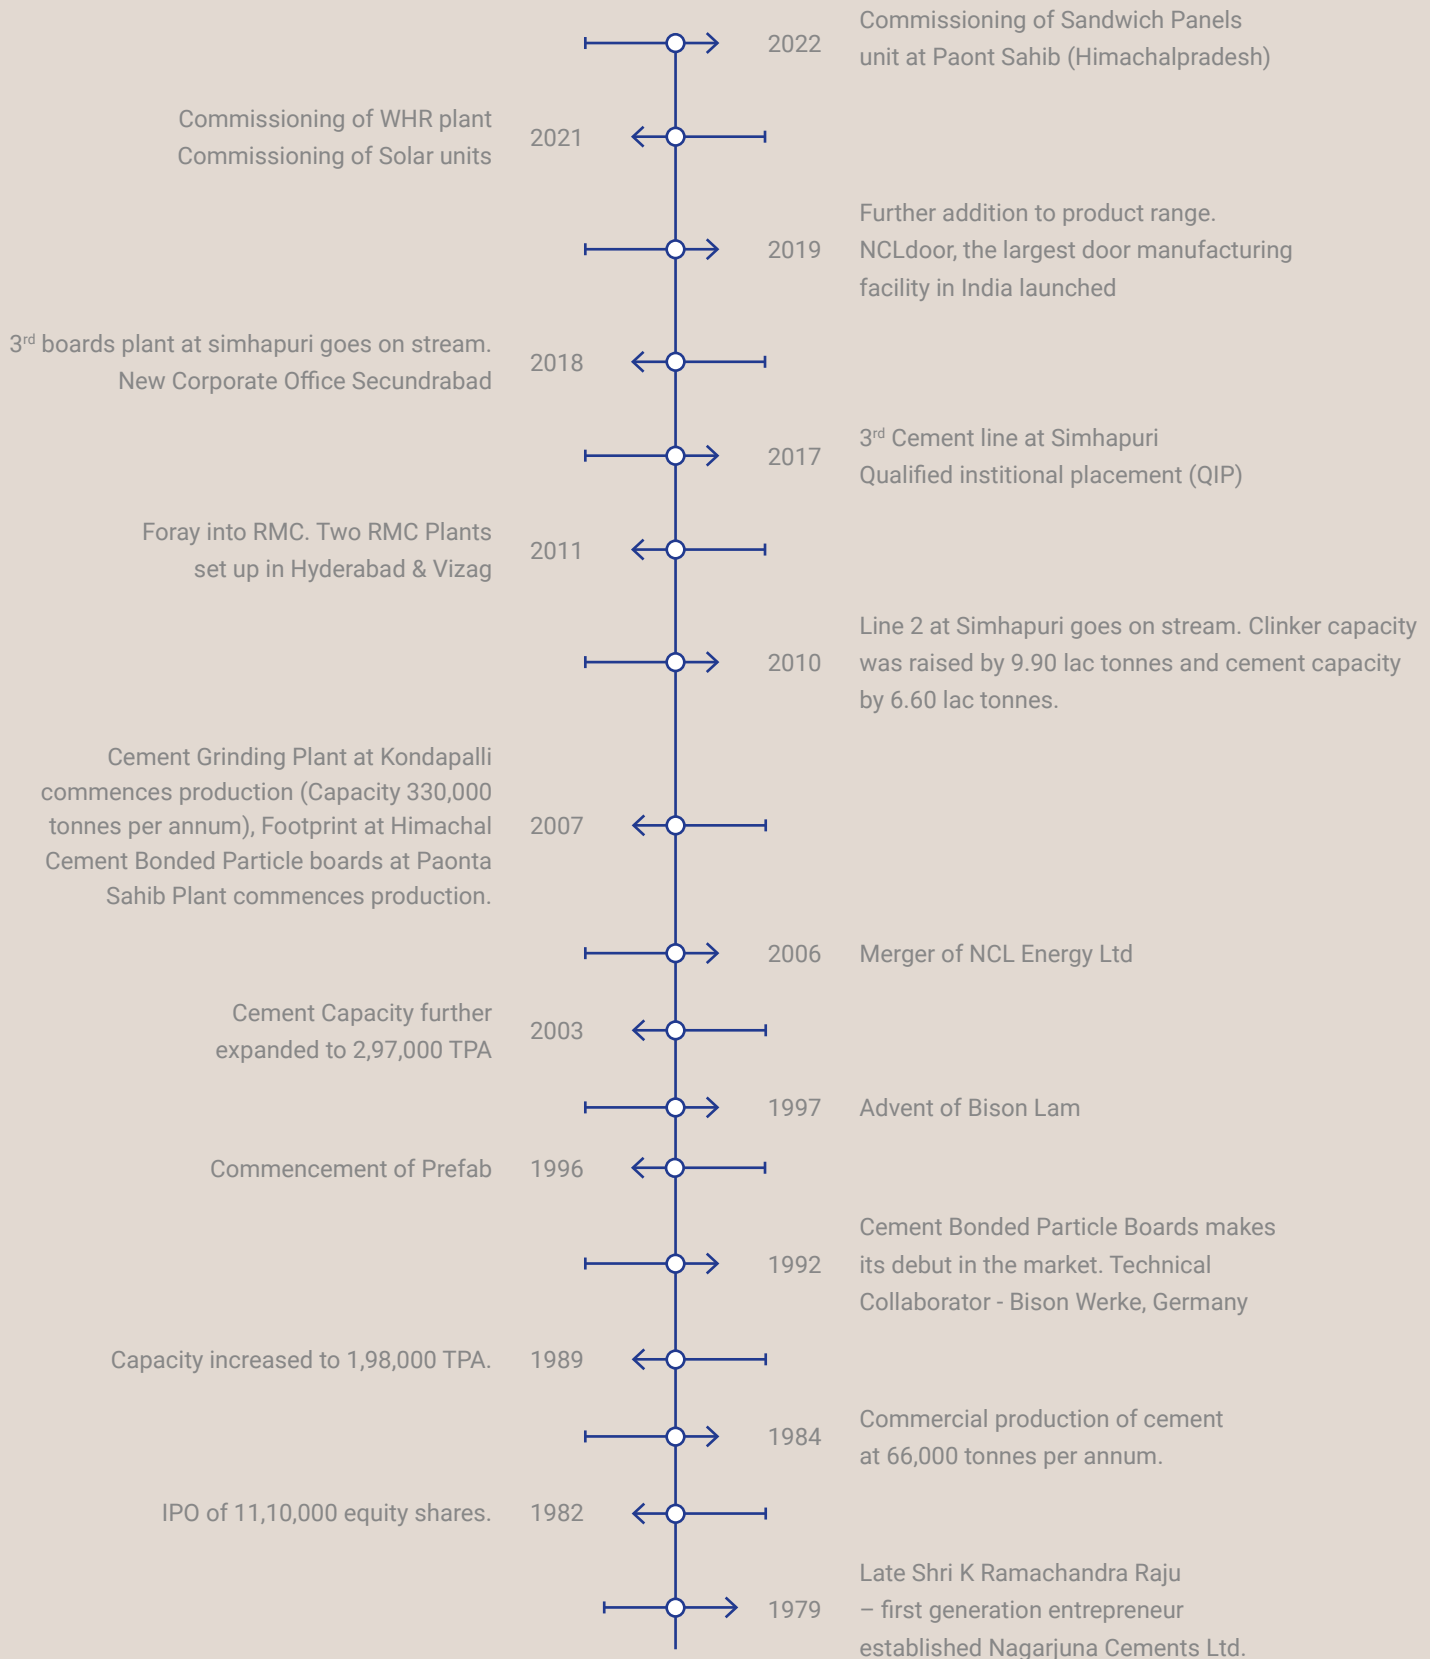 2022
Commissioning of Sandwich Panels
unit at Paont Sahib (Himachalpradesh)
Commissioning of WHR plant
Commissioning of Solar units
2021
2019
Further addition to product range.
NCLdoor, the largest door manufacturing
facility in India launched
3rd boards plant at simhapuri goes on stream.
New Corporate Office Secundrabad
2018
2017
3rd Cement line at Simhapuri
Qualified instituional placement (QIP)
Foray into RMC. Two RMC Plants
set up in Hyderabad & Vizag
2011
2010
Line 2 at Simhapuri goes on stream. Clinker capacity
was raised by 9.90 lac tonnes and cement capacity
by 6.60 lac tonnes.
Cement Grinding Plant at Kondapalli
commences production (Capacity 330,000
tonnes per annum), Footprint at Himachal
Cement Bonded Particle boards at Paonta
Sahib Plant commences production.
2007
2006
Merger of NCL Energy Ltd
Cement Capacity further
expanded to 2,97,000 TPA
2003
1997
Advent of Bison Lam
Commencement of Prefab
1996
1992
Cement Bonded Particle Boards makes
its debut in the market. Technical
Collaborator - Bison Werke, Germany
Capacity increased to 1,98,000 TPA.
1989
1984
Commercial production of cement
at 66,000 tonnes per annum.
IPO of 11,10,000 equity shares.
1982
1979
Late Shri K Ramachandra Raju
– first generation entrepreneur
established Nagarjuna Cements Ltd.